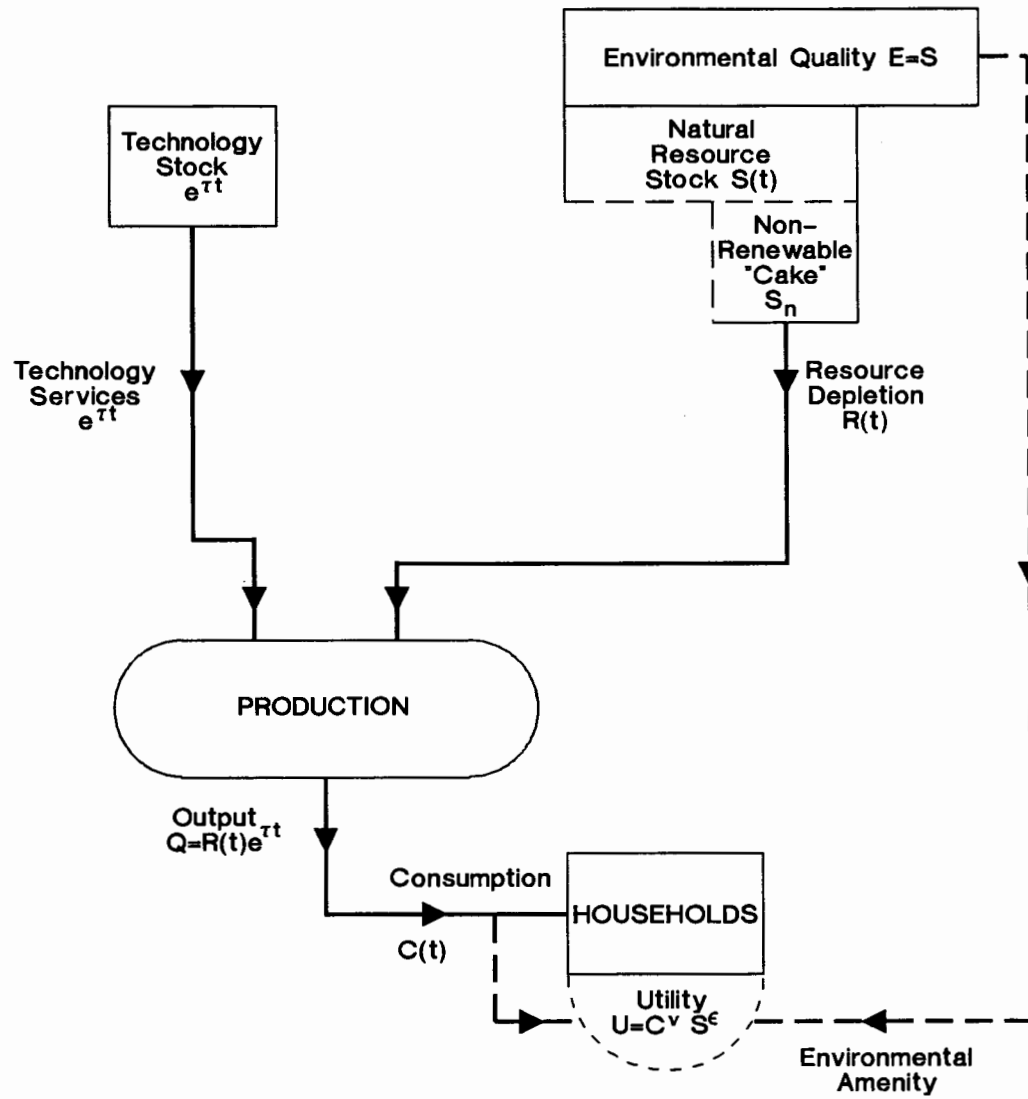 Environmental Quality E=S
Technology
Stock
e^τt
Natural
Resource
Stock S(t)
Non-
Renewable
"Cake"
Sₙ
Technology
Services
e^τt
Resource
Depletion
R(t)
PRODUCTION
Output
Q=R(t)e^τt
Consumption
C(t)
HOUSEHOLDS
Utility
U=C^ν S^ϵ
Environmental
Amenity